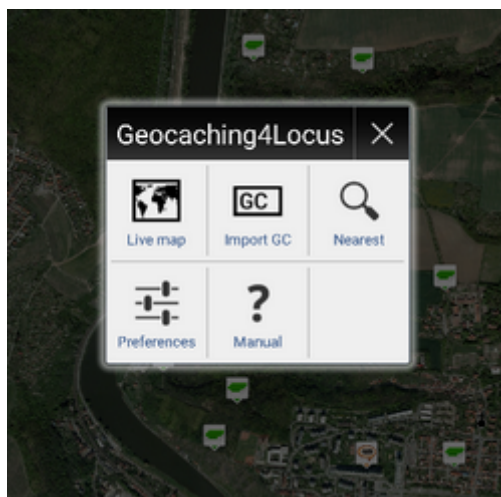 Geocaching4Locus
GC
Live map
Import GC
Nearest
?
Preferences
Manual